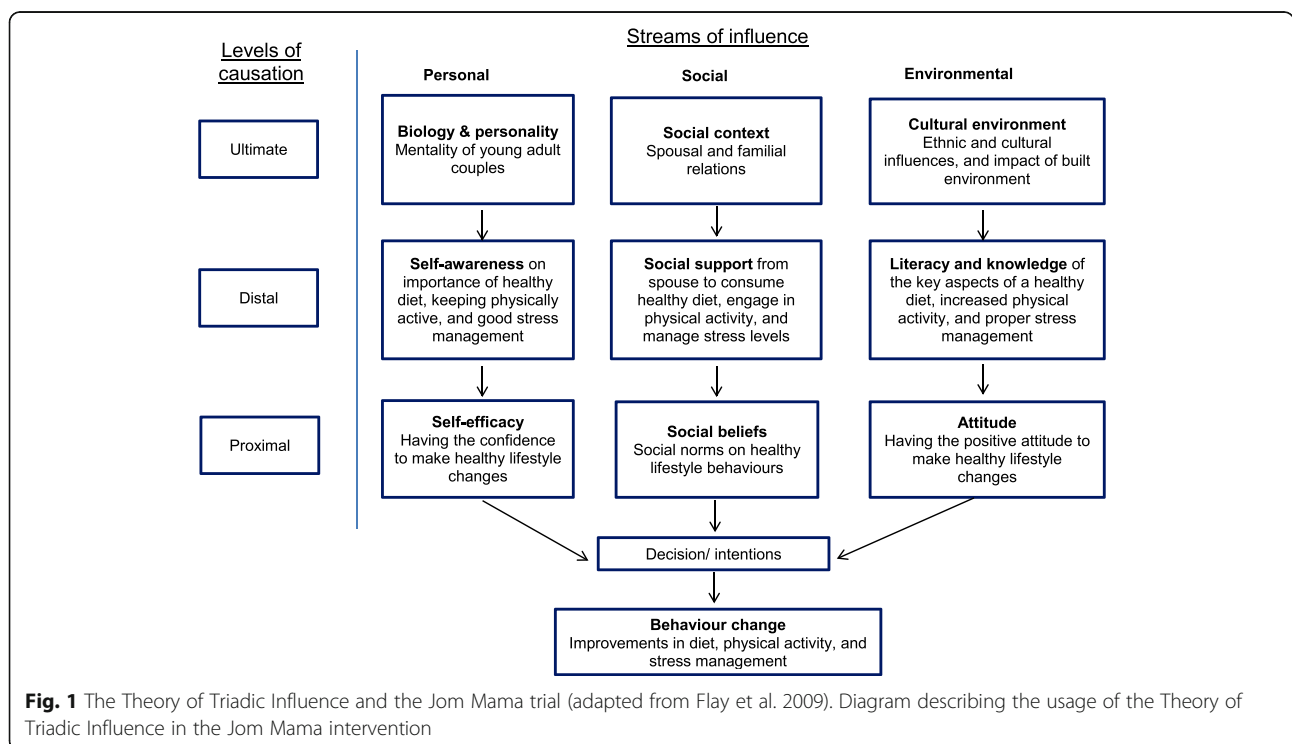 Levels of
causation
Streams of influence
Personal
Social
Environmental
Ultimate
Biology & personality
Mentality of young adult
couples
Social context
Spousal and familial
relations
Cultural environment
Ethnic and cultural
influences, and impact of built
environment
Distal
Self-awareness on
importance of healthy
diet, keeping physically
active, and good stress
management
Social support from
spouse to consume
healthy diet, engage in
physical activity, and
manage stress levels
Literacy and knowledge of
the key aspects of a healthy
diet, increased physical
activity, and proper stress
management
Proximal
Self-efficacy
Having the confidence
to make healthy lifestyle
changes
Social beliefs
Social norms on healthy
lifestyle behaviours
Attitude
Having the positive attitude to
make healthy lifestyle
changes
Decision/ intentions
Behaviour change
Improvements in diet, physical activity, and
stress management
Fig. 1 The Theory of Triadic Influence and the Jom Mama trial (adapted from Flay et al. 2009). Diagram describing the usage of the Theory of
Triadic Influence in the Jom Mama intervention